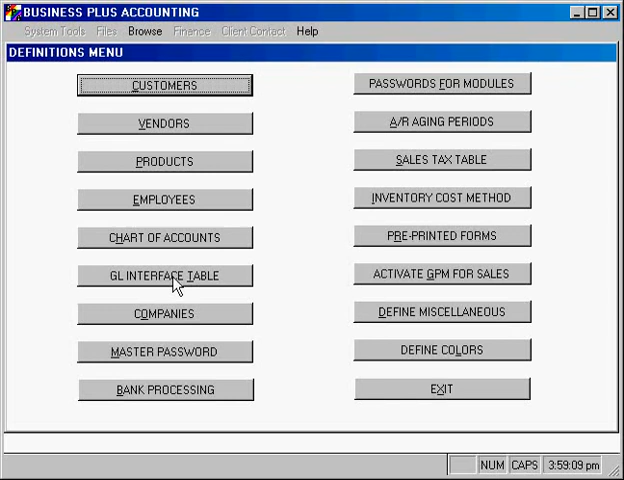 BUSINESS PLUS ACCOUNTING
System Tools Files Browse Finance Client Contact Help
DEFINITIONS MENU
CUSTOMERS
VENDORS
PRODUCTS
EMPLOYEES
CHART OF ACCOUNTS
GL INTERFACE TABLE
COMPANIES
MASTER PASSWORD
BANK PROCESSING
PASSWORDS FOR MODULES
A/R AGING PERIODS
SALES TAX TABLE
INVENTORY COST METHOD
PRE-PRINTED FORMS
ACTIVATE GPM FOR SALES
DEFINE MISCELLANEOUS
DEFINE COLORS
EXIT
NUM CAPS 3:59:09 pm